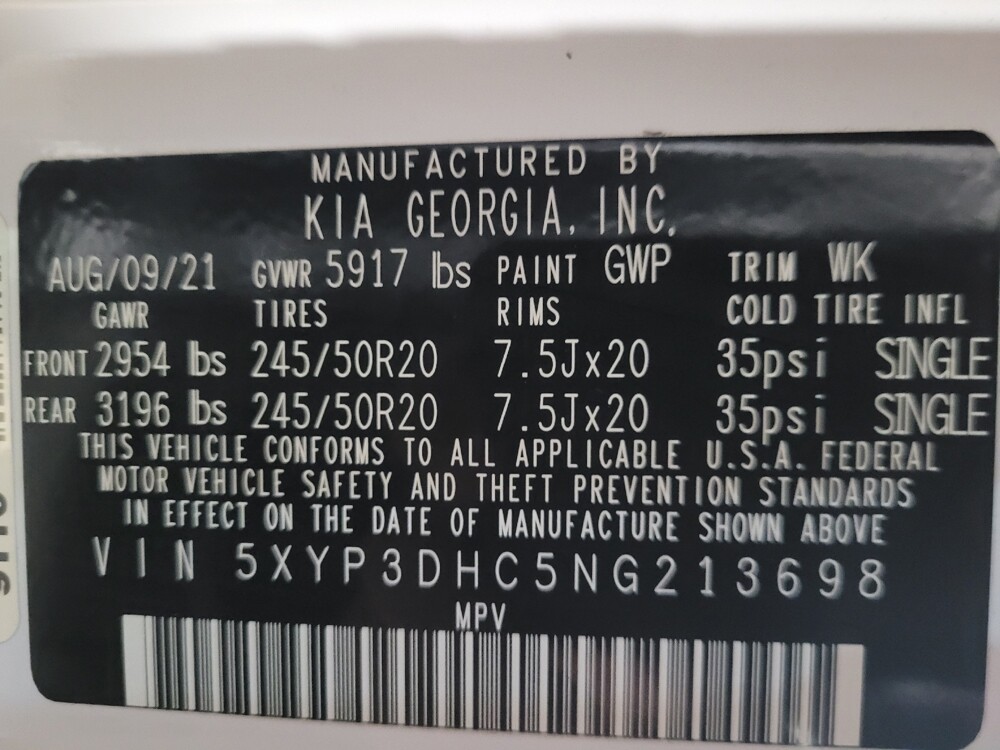 MANUFACTURED BY
KIA GEORGIA, INC.
AUG/09/21 GVWR 5917 lbs PAINT GWP TRIM WK
GAWR TIRES RIMS COLD TIRE INFL
FRONT 2954 lbs 245/50R20 7.5Jx20 35psi SINGLE
REAR 3196 lbs 245/50R20 7.5Jx20 35psi SINGLE
THIS VEHICLE CONFORMS TO ALL APPLICABLE U.S.A. FEDERAL
MOTOR VEHICLE SAFETY AND THEFT PREVENTION STANDARDS
IN EFFECT ON THE DATE OF MANUFACTURE SHOWN ABOVE
VIN 5XYP3DHC5NG213698
MPV